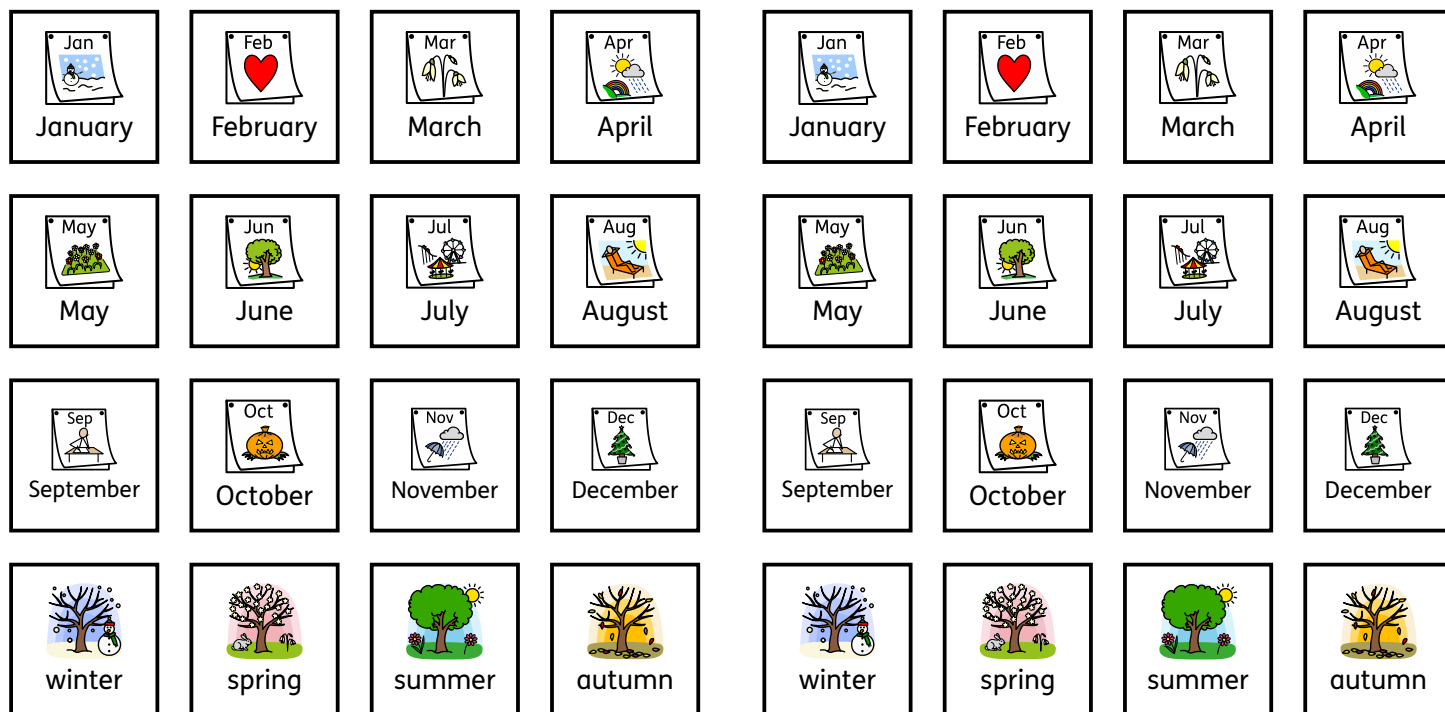 Jan Feb Mar Apr Jan Feb Mar Apr
January February March April January February March April
May Jun Jul Aug May Jun Jul Aug
May June July August May June July August
Sep Oct Nov Dec Sep Oct Nov Dec
September October November December September October November December
winter spring summer autumn winter spring summer autumn